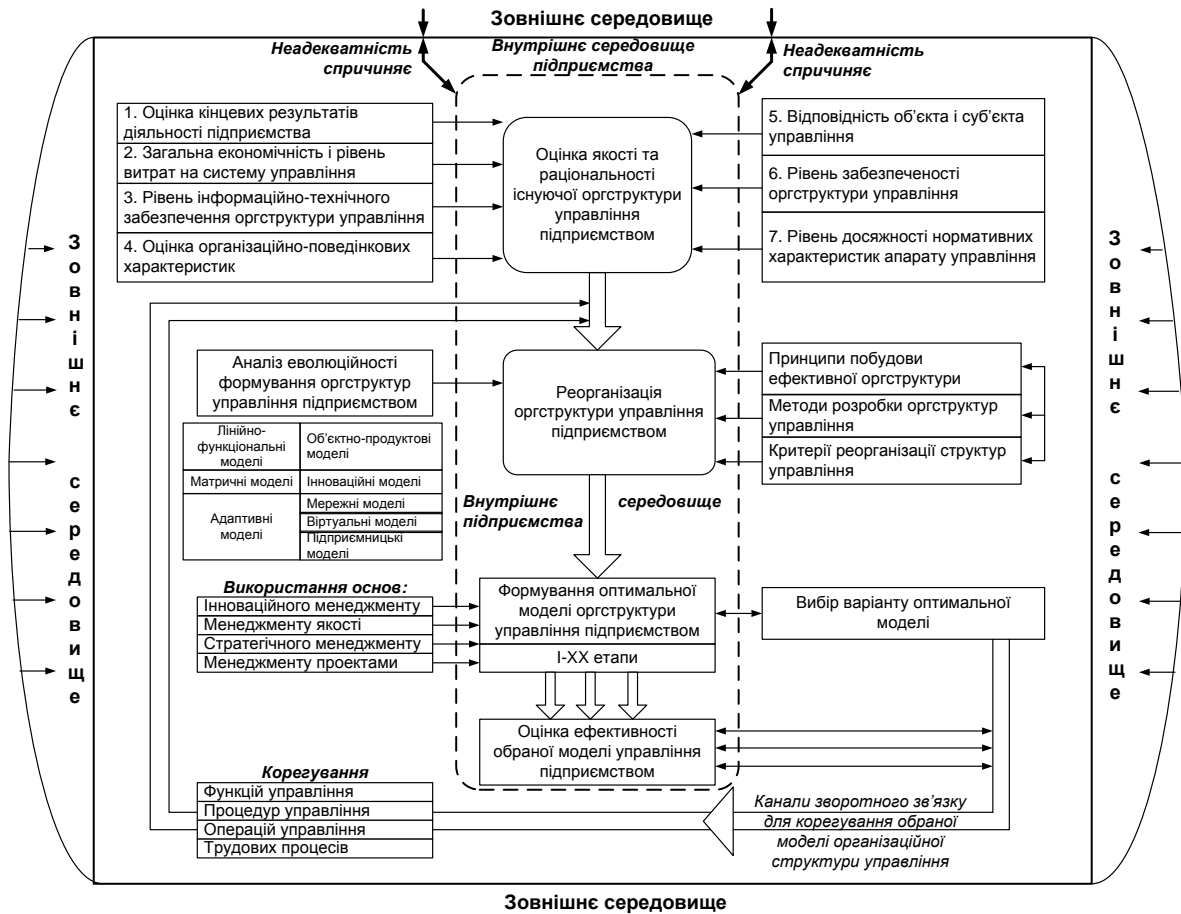 Зовнішнє середовище
Неадекватність
спричиняє
Внутрішнє середовище
підприємства
Неадекватність
спричиняє
1. Оцінка кінцевих результатів
діяльності підприємства
2. Загальна економічність і рівень
витрат на систему управління
3. Рівень інформаційно-технічного
забезпечення оргструктури управління
4. Оцінка організаційно-поведінкових
характеристик
Оцінка якості та
раціональності
існуючої оргструктури
управління
підприємством
5. Відповідність об’єкта і суб’єкта
управління
6. Рівень забезпеченості
оргструктури управління
7. Рівень досяжності нормативних
характеристик апарату управління
Зовнішнє середовище
Зовнішнє середовище
Аналіз еволюційності
формування оргструктур
управління підприємством
Реорганізація
оргструктури управління
підприємством
Принципи побудови
ефективної оргструктури
Методи розробки оргструктур
управління
Критерії реорганізації структур
управління
Лінійно-
функціональні
моделі
Об’єктно-продуктові
моделі
Матричні моделі
Інноваційні моделі
Адаптивні
моделі
Мережні моделі
Віртуальні моделі
Підприємницькі
моделі
Внутрішнє середовище
підприємства
Використання основ:
Інноваційного менеджменту
Менеджменту якості
Стратегічного менеджменту
Менеджменту проектами
Формування оптимальної
моделі оргструктури
управління підприємством
I-XX етапи
Вибір варіанту оптимальної
моделі
Оцінка ефективності
обраної моделі управління
підприємством
Корегування
Функцій управління
Процедур управління
Операцій управління
Трудових процесів
Канали зворотного зв’язку
для корегування обраної
моделі організаційної
структури управління
Зовнішнє середовище